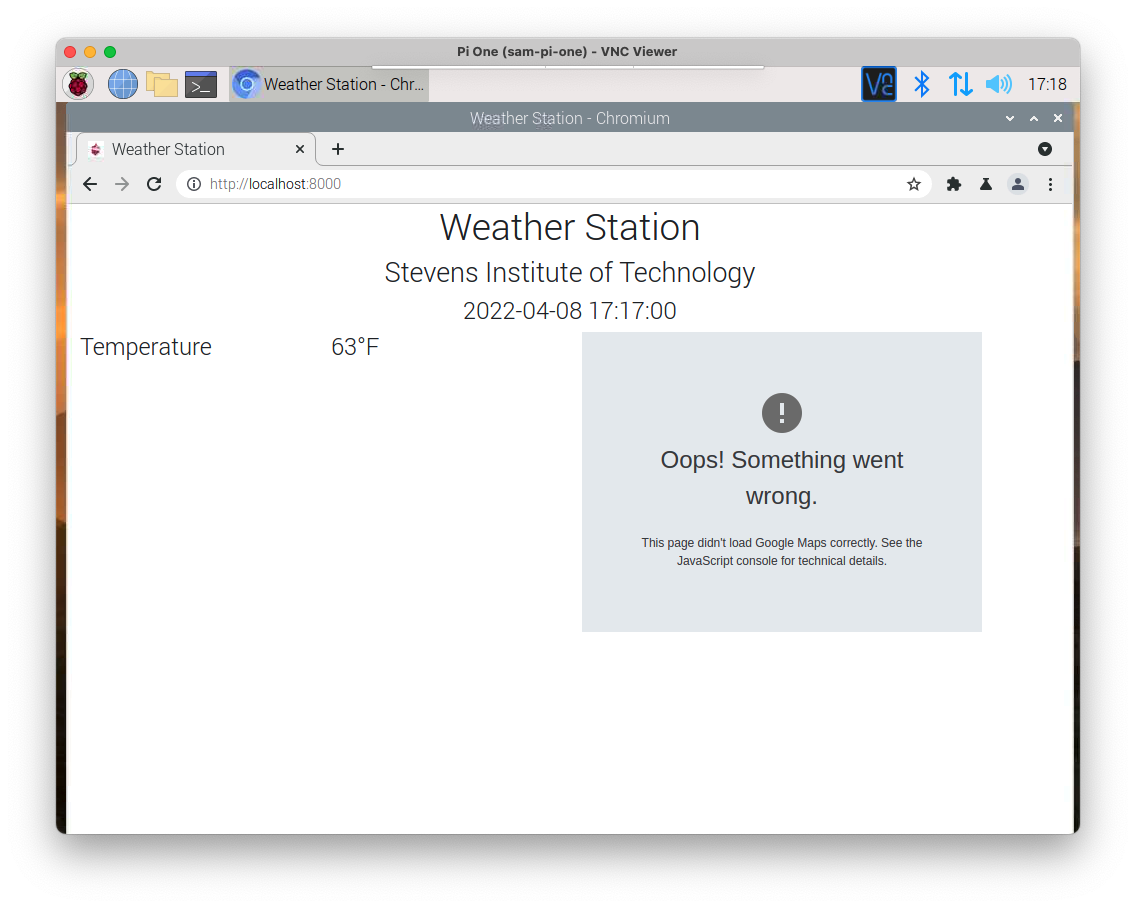 Pi One (sam-pi-one) - VNC Viewer
Weather Station - Chr...
17:18
Weather Station - Chromium
Weather Station
http://localhost:8000
Weather Station
Stevens Institute of Technology
2022-04-08 17:17:00
Temperature 63°F
Oops! Something went
wrong.
This page didn't load Google Maps correctly. See the
JavaScript console for technical details.